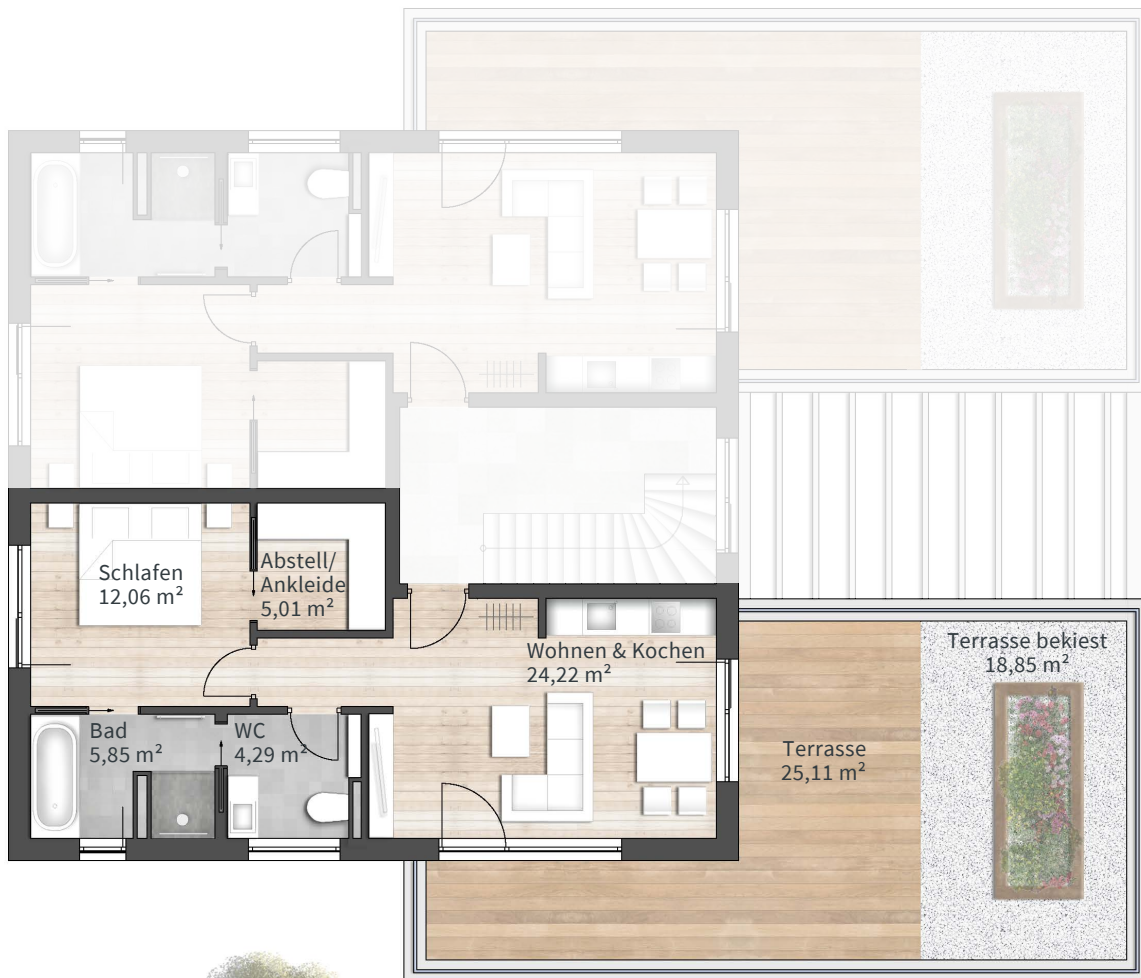 Schlafen
12,06 m²
Abstell/
Ankleide
5,01 m²
Wohnen & Kochen
24,22 m²
Terrasse bekiest
18,85 m²
Bad
5,85 m²
WC
4,29 m²
Terrasse
25,11 m²